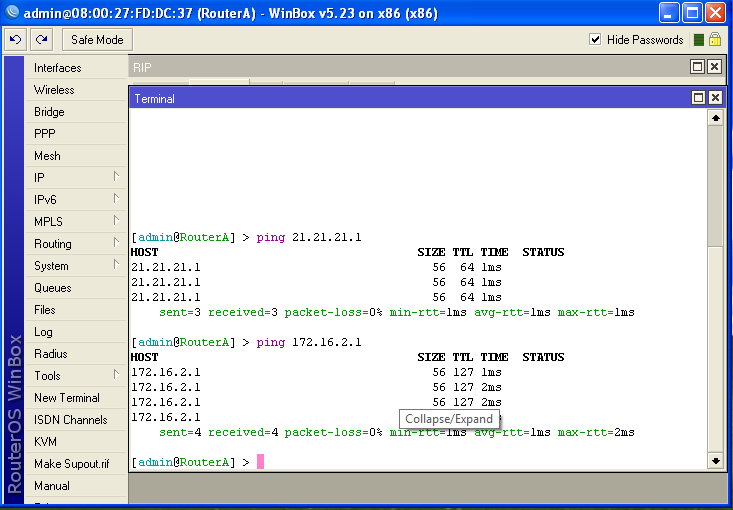 admin@08:00:27:FD:DC:37 (RouterA) - WinBox v5.23 on x86 (x86)
Safe Mode
Hide Passwords
RouterOS WinBox
Interfaces
Wireless
Bridge
PPP
Mesh
IP
IPv6
MPLS
Routing
System
Queues
Files
Log
Radius
Tools
New Terminal
ISDN Channels
KVM
Make Supout.rif
Manual
RIP
Terminal
[admin@RouterA] > ping 21.21.21.1
HOST SIZE TTL TIME STATUS
21.21.21.1 56 64 1ms
21.21.21.1 56 64 1ms
21.21.21.1 56 64 1ms
sent=3 received=3 packet-loss=0% min-rtt=1ms avg-rtt=1ms max-rtt=1ms
[admin@RouterA] > ping 172.16.2.1
HOST SIZE TTL TIME STATUS
172.16.2.1 56 127 1ms
172.16.2.1 56 127 2ms
172.16.2.1 56 127 2ms
172.16.2.1
Collapse/Expand
sent=4 received=4 packet-loss=0% min-rtt=1ms avg-rtt=1ms max-rtt=2ms
[admin@RouterA] >